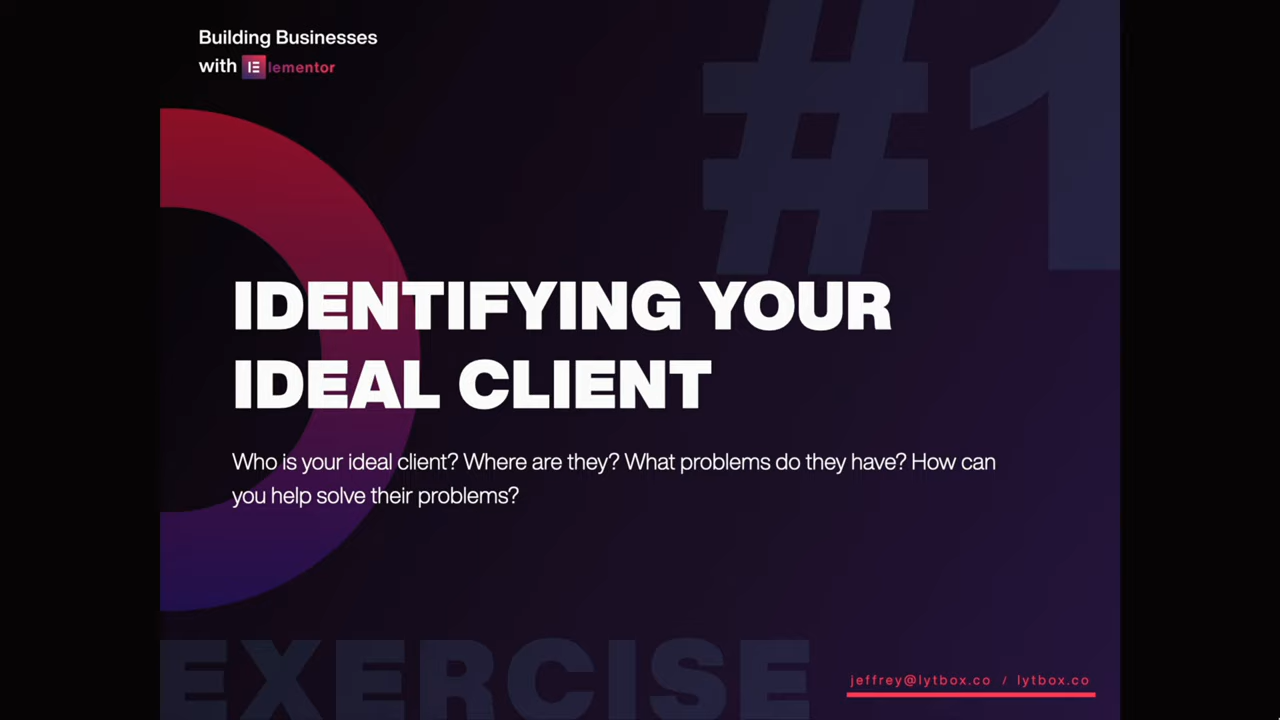 Building Businesses
with Elementor
#1
IDENTIFYING YOUR
IDEAL CLIENT
Who is your ideal client? Where are they? What problems do they have? How can
you help solve their problems?
EXERCISE
jeffrey@lytbox.co / lytbox.co